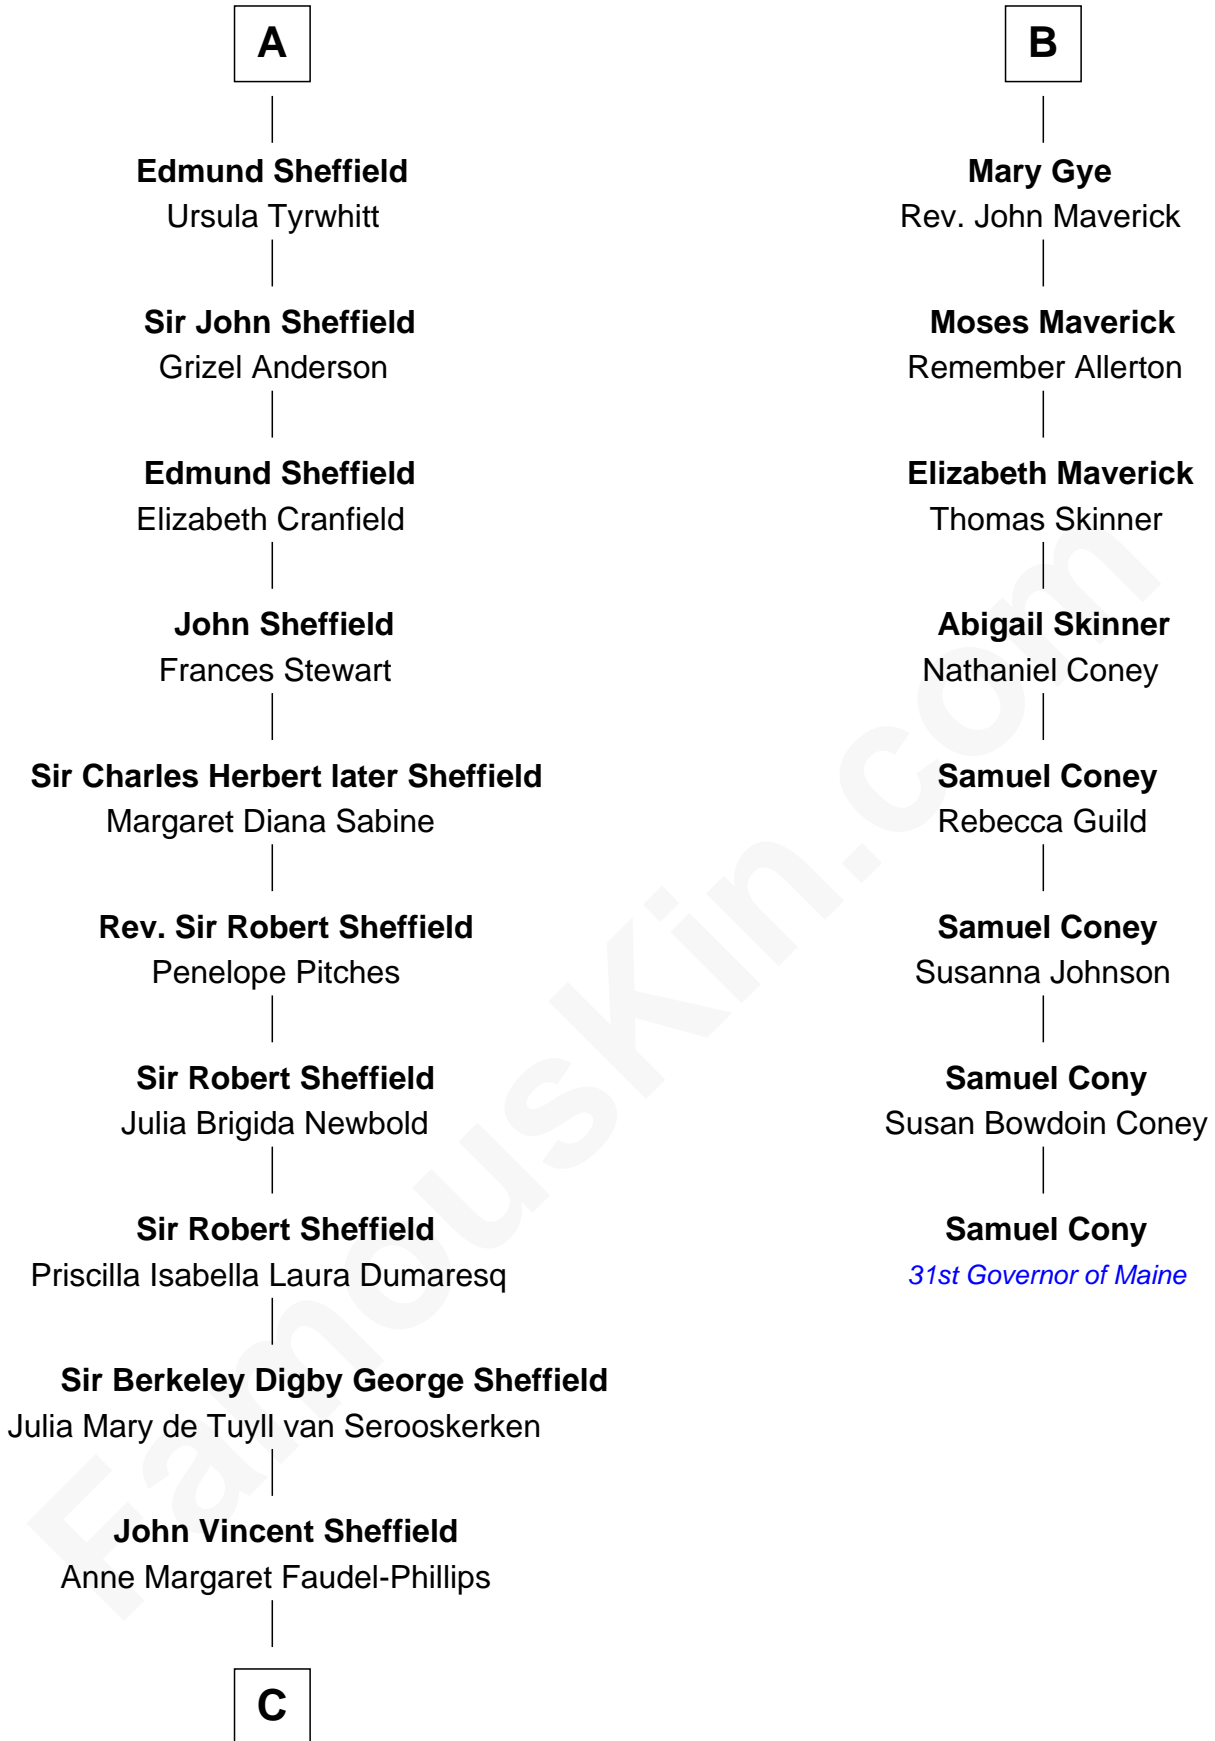 A
Edmund Sheffield
Ursula Tyrwhitt
Sir John Sheffield
Grizel Anderson
Edmund Sheffield
Elizabeth Cranfield
John Sheffield
Frances Stewart
Sir Charles Herbert later Sheffield
Margaret Diana Sabine
Rev. Sir Robert Sheffield
Penelope Pitches
Sir Robert Sheffield
Julia Brigida Newbold
Sir Robert Sheffield
Priscilla Isabella Laura Dumaresq
Sir Berkeley Digby George Sheffield
Julia Mary de Tuyll van Serooskerken
John Vincent Sheffield
Anne Margaret Faudel-Phillips
C
B
Mary Gye
Rev. John Maverick
Moses Maverick
Remember Allerton
Elizabeth Maverick
Thomas Skinner
Abigail Skinner
Nathaniel Coney
Samuel Coney
Rebecca Guild
Samuel Coney
Susanna Johnson
Samuel Cony
Susan Bowdoin Coney
Samuel Cony
31st Governor of Maine
FamousKin.com